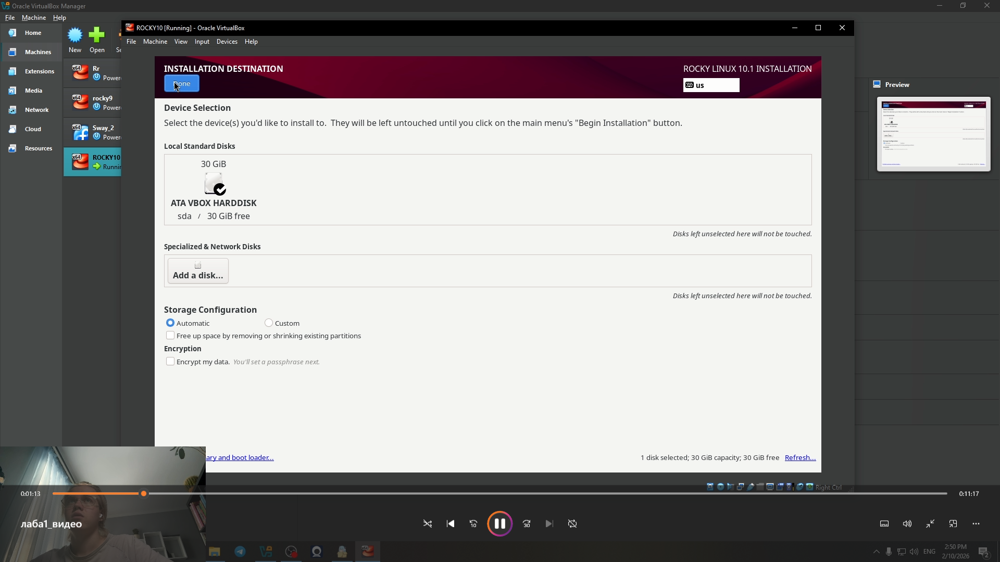 Oracle VirtualBox Manager
File Machine Help
Home
Machines
Extensions
Media
Network
Cloud
Resources
New Open
x64 Rr
x64 rocky9
x64 Sway_2
x64 ROCKY10
ROCKY10 [Running] - Oracle VirtualBox
File Machine View Input Devices Help
INSTALLATION DESTINATION
Done
ROCKY LINUX 10.1 INSTALLATION
us
Device Selection
Select the device(s) you'd like to install to. They will be left untouched until you click on the main menu's "Begin Installation" button.
Local Standard Disks
30 GiB
ATA VBOX HARDDISK
sda / 30 GiB free
Disks left unselected here will not be touched.
Specialized & Network Disks
Add a disk...
Disks left unselected here will not be touched.
Storage Configuration
Automatic Custom
Free up space by removing or shrinking existing partitions
Encryption
Encrypt my data. You'll set a passphrase next.
ary and boot loader...
1 disk selected; 30 GiB capacity; 30 GiB free Refresh...
Right Ctrl
Preview
0:01:13
0:11:17
лаба1_видео
10
30
ENG
2:50 PM
2/10/2026
2